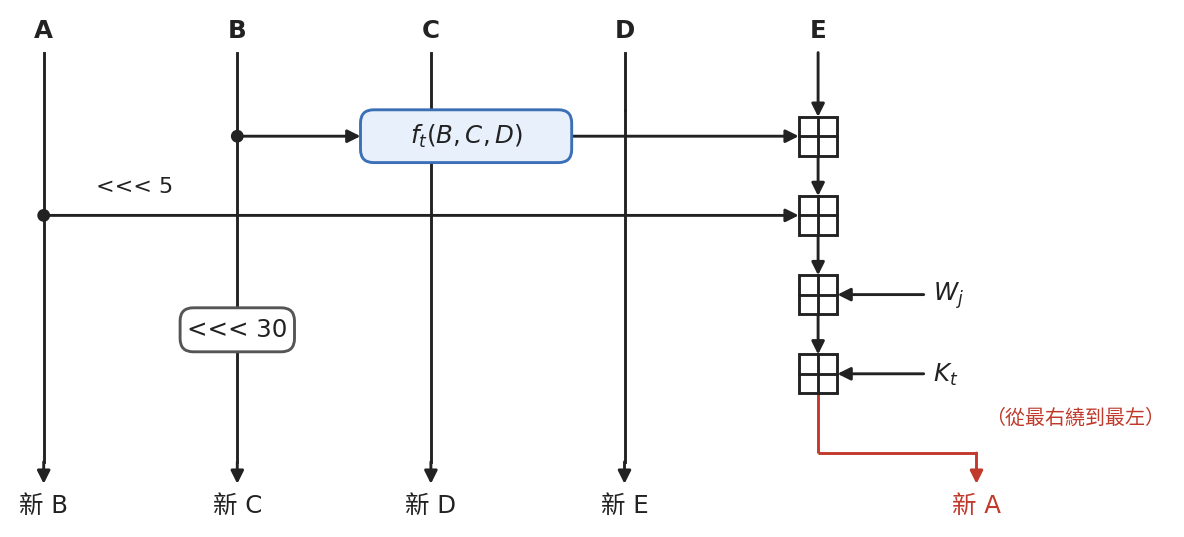 A B C D E
f_t(B, C, D)
<<< 5
W_j
<<< 30
K_t
（從最右繞到最左）
新 B 新 C 新 D 新 E 新 A